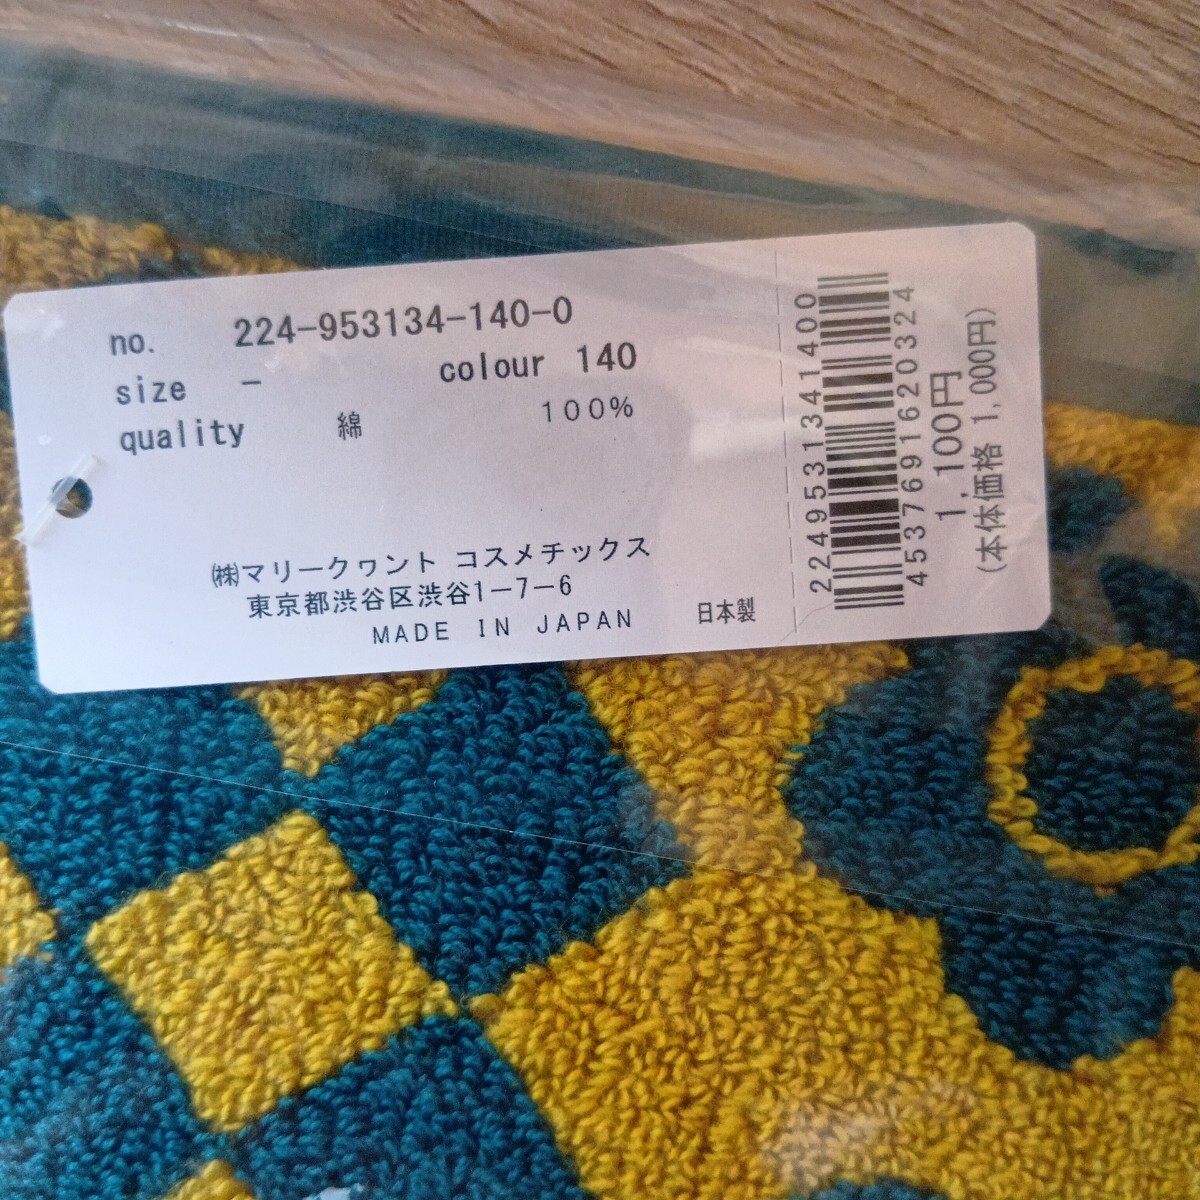 no. 224-953134-140-0
size - colour 140
quality 綿 100%
㈱マリークヮント コスメチックス
東京都渋谷区渋谷1-7-6
MADE IN JAPAN 日本製
2249531341400
4537691620324
1,100円
(本体価格 1,000円)